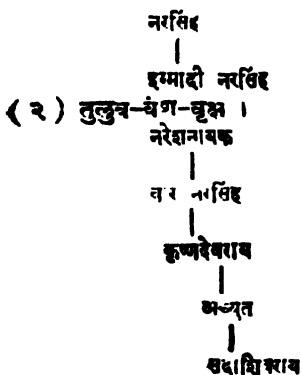 नरसिंह
इम्मादी नरसिंह
( २ ) तुलुव-वंश-वृक्ष ।
नरेशनायक
वीर नरसिंह
कृष्णदेवराय
अच्युत
सदाशिवराय